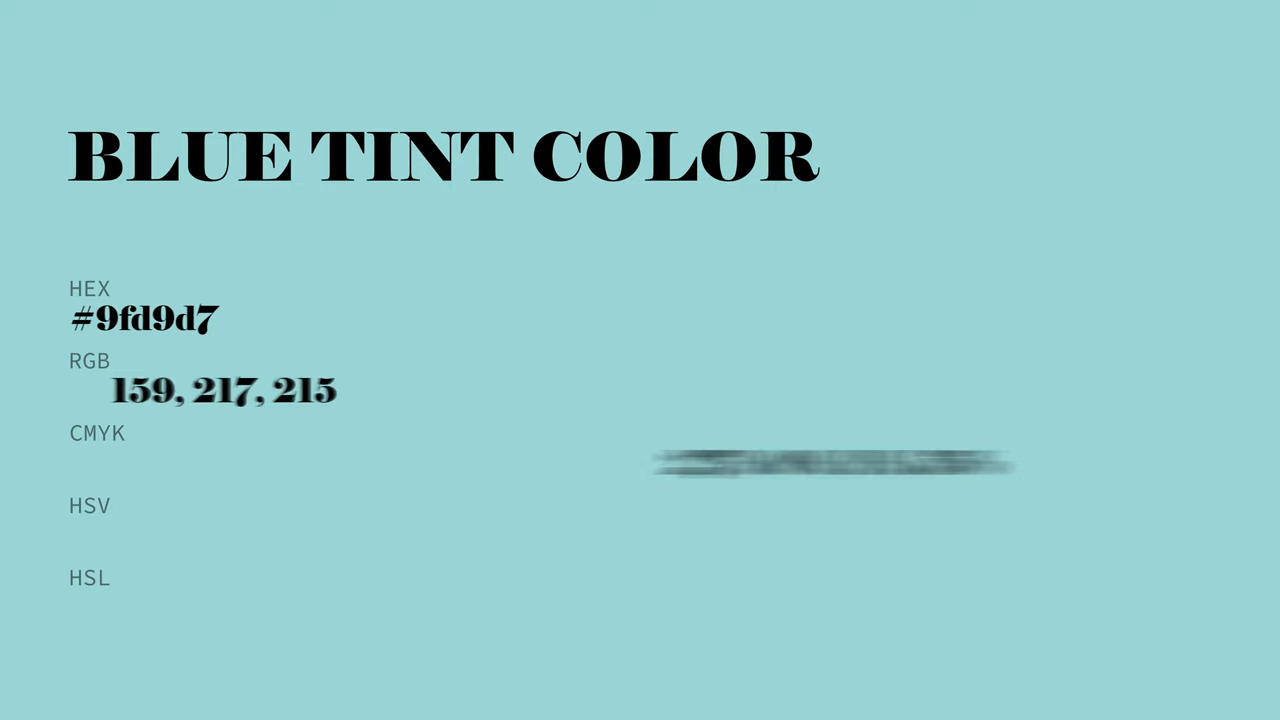 BLUE TINT COLOR
HEX
#9fd9d7
RGB
159, 217, 215
CMYK
HSV
HSL